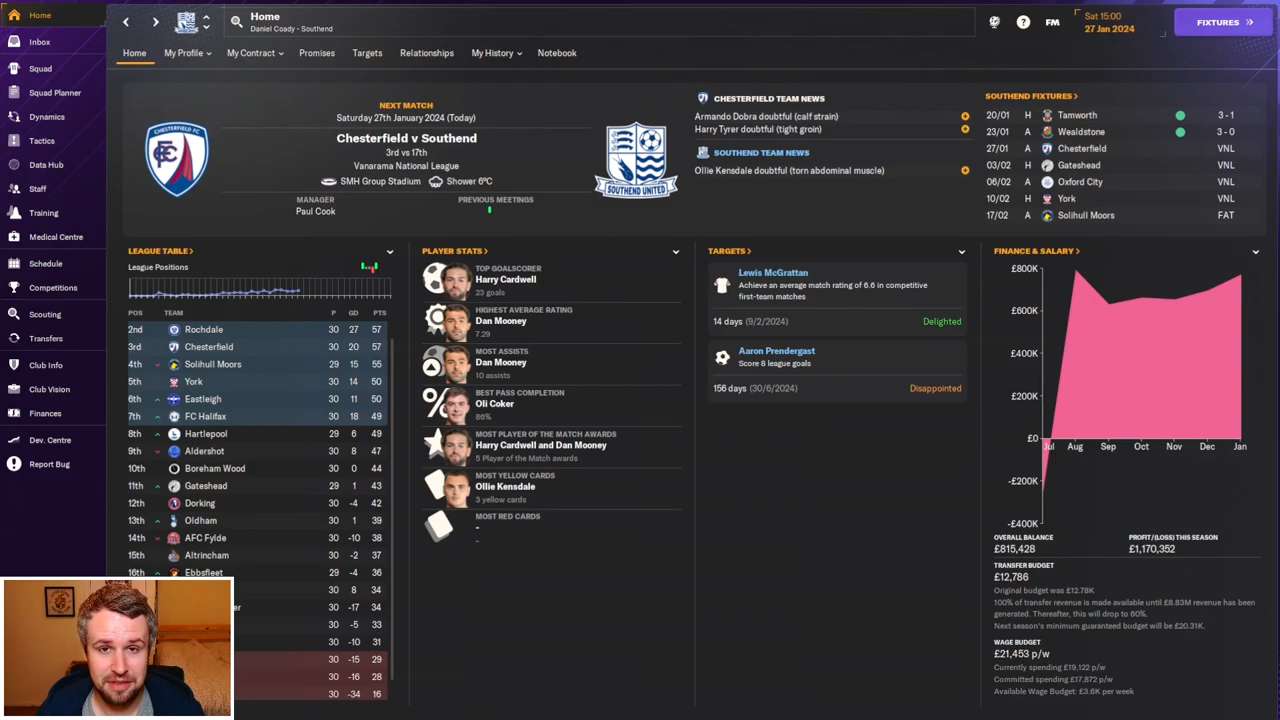 Home
Inbox
Squad
Squad Planner
Dynamics
Tactics
Data Hub
Staff
Training
Medical Centre
Schedule
Competitions
Scouting
Transfers
Club Info
Club Vision
Finances
Dev. Centre
Report Bug
Home
Daniel Coady - Southend
FM
Sat 15:00
27 Jan 2024
FIXTURES
Home My Profile My Contract Promises Targets Relationships My History Notebook
NEXT MATCH
Saturday 27th January 2024 (Today)
Chesterfield v Southend
3rd vs 17th
Vanarama National League
SMH Group Stadium Shower 6ºC
MANAGER
Paul Cook
PREVIOUS MEETINGS
CHESTERFIELD TEAM NEWS
Armando Dobra doubtful (calf strain)
Harry Tyrer doubtful (tight groin)
SOUTHEND TEAM NEWS
Ollie Kensdale doubtful (torn abdominal muscle)
SOUTHEND FIXTURES
20/01 H Tamworth 3 - 1
23/01 A Wealdstone 3 - 0
27/01 A Chesterfield VNL
03/02 H Gateshead VNL
06/02 A Oxford City VNL
10/02 H York VNL
17/02 A Solihull Moors FAT
LEAGUE TABLE
League Positions
POS TEAM P GD PTS
2nd Rochdale 30 27 57
3rd Chesterfield 30 20 57
4th Solihull Moors 29 15 55
5th York 30 14 50
6th Eastleigh 30 11 50
7th FC Halifax 30 18 49
8th Hartlepool 29 6 49
9th Aldershot 30 8 47
10th Boreham Wood 30 0 44
11th Gateshead 29 1 43
12th Dorking 30 -4 42
13th Oldham 30 1 39
14th AFC Fylde 30 -10 38
15th Altrincham 30 -2 37
16th Ebbsfleet 29 -4 36
30 8 34
30 -17 34
30 -5 33
30 -10 31
30 -15 29
30 -16 28
30 -34 16
PLAYER STATS
TOP GOALSCORER
Harry Cardwell
23 goals
HIGHEST AVERAGE RATING
Dan Mooney
7.29
MOST ASSISTS
Dan Mooney
10 assists
BEST PASS COMPLETION
Oli Coker
86%
MOST PLAYER OF THE MATCH AWARDS
Harry Cardwell and Dan Mooney
5 Player of the Match awards
MOST YELLOW CARDS
Ollie Kensdale
3 yellow cards
MOST RED CARDS
-
-
TARGETS
Lewis McGrattan
Achieve an average match rating of 6.6 in competitive
first-team matches
14 days (9/2/2024) Delighted
Aaron Prendergast
Score 8 league goals
156 days (30/6/2024) Disappointed
FINANCE & SALARY
£800K
£600K
£400K
£200K
£0
-£200K
-£400K
Jul Aug Sep Oct Nov Dec Jan
OVERALL BALANCE
£815,428
PROFIT/(LOSS) THIS SEASON
£1,170,352
TRANSFER BUDGET
£12,786
Original budget was £12.78K
100% of transfer revenue is made available until £8.83M revenue has been
generated. Thereafter, this will drop to 60%.
Next season's minimum guaranteed budget will be £20.31K.
WAGE BUDGET
£21,453 p/w
Currently spending £19,122 p/w
Committed spending £17,872 p/w
Available Wage Budget: £3.6K per week